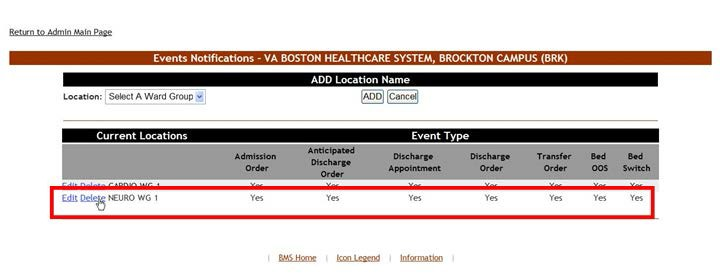 Return to Admin Main Page
Events Notifications - VA BOSTON HEALTHCARE SYSTEM, BROCKTON CAMPUS (BRK)
ADD Location Name
Location: Select A Ward Group ADD Cancel
Current Locations Event Type
Admission Order Anticipated Discharge Order Discharge Appointment Discharge Order Transfer Order Bed OOS Bed Switch
Edit Delete CARDIO WG 1 Yes Yes Yes Yes Yes Yes Yes
Edit Delete NEURO WG 1 Yes Yes Yes Yes Yes Yes Yes
| BMS Home | Icon Legend | Information |